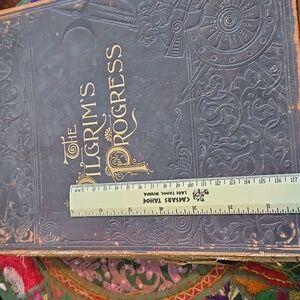 THE
PILGRIM'S
PROGRESS
CAESARS TAHOE
LAKE TAHOE, NEVADA